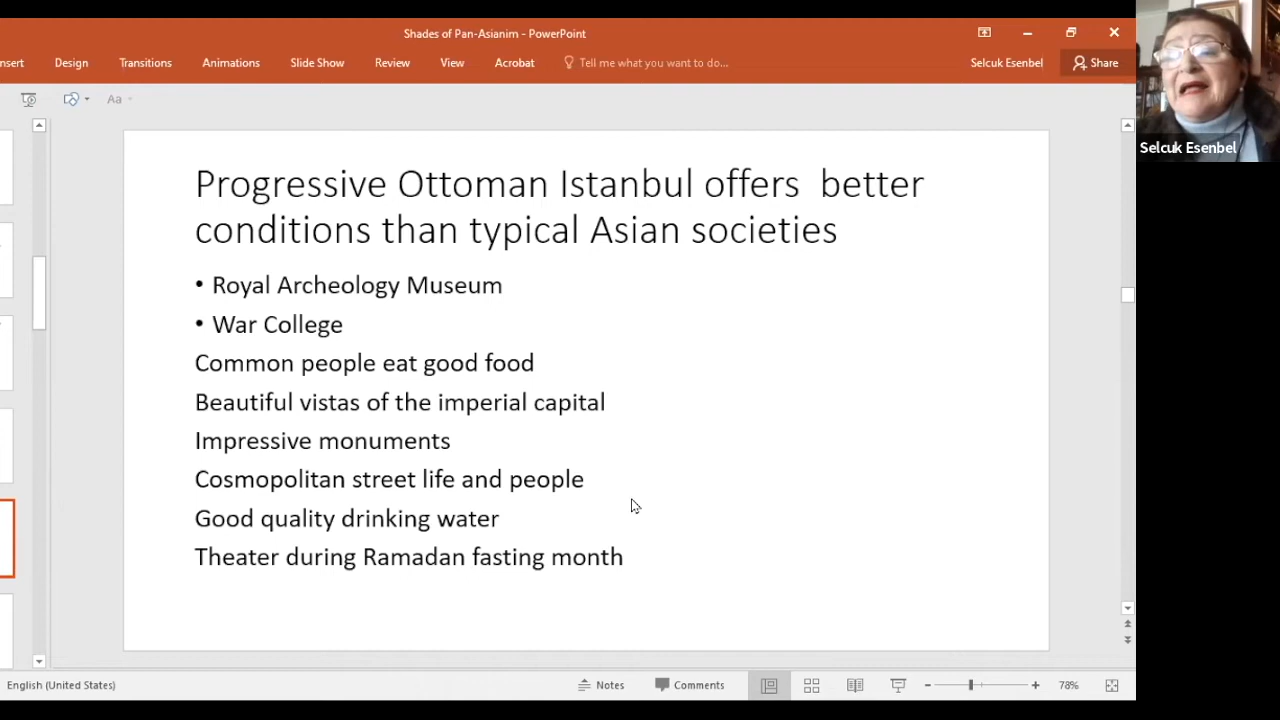 Shades of Pan-Asianim - PowerPoint
nsert Design Transitions Animations Slide Show Review View Acrobat Tell me what you want to do... Selcuk Esenbel Share
Aa
Selcuk Esenbel
Progressive Ottoman Istanbul offers better
conditions than typical Asian societies
• Royal Archeology Museum
• War College
Common people eat good food
Beautiful vistas of the imperial capital
Impressive monuments
Cosmopolitan street life and people
Good quality drinking water
Theater during Ramadan fasting month
English (United States) Notes Comments 78%